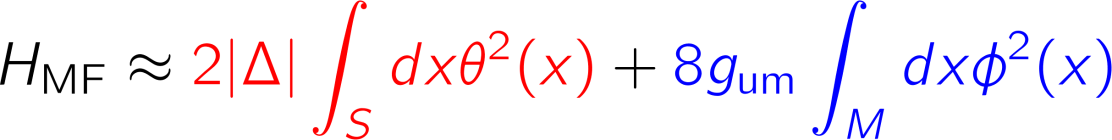 H_MF ≈ 2|Δ| ∫_S dxθ²(x) + 8g_um ∫_M dxϕ²(x)